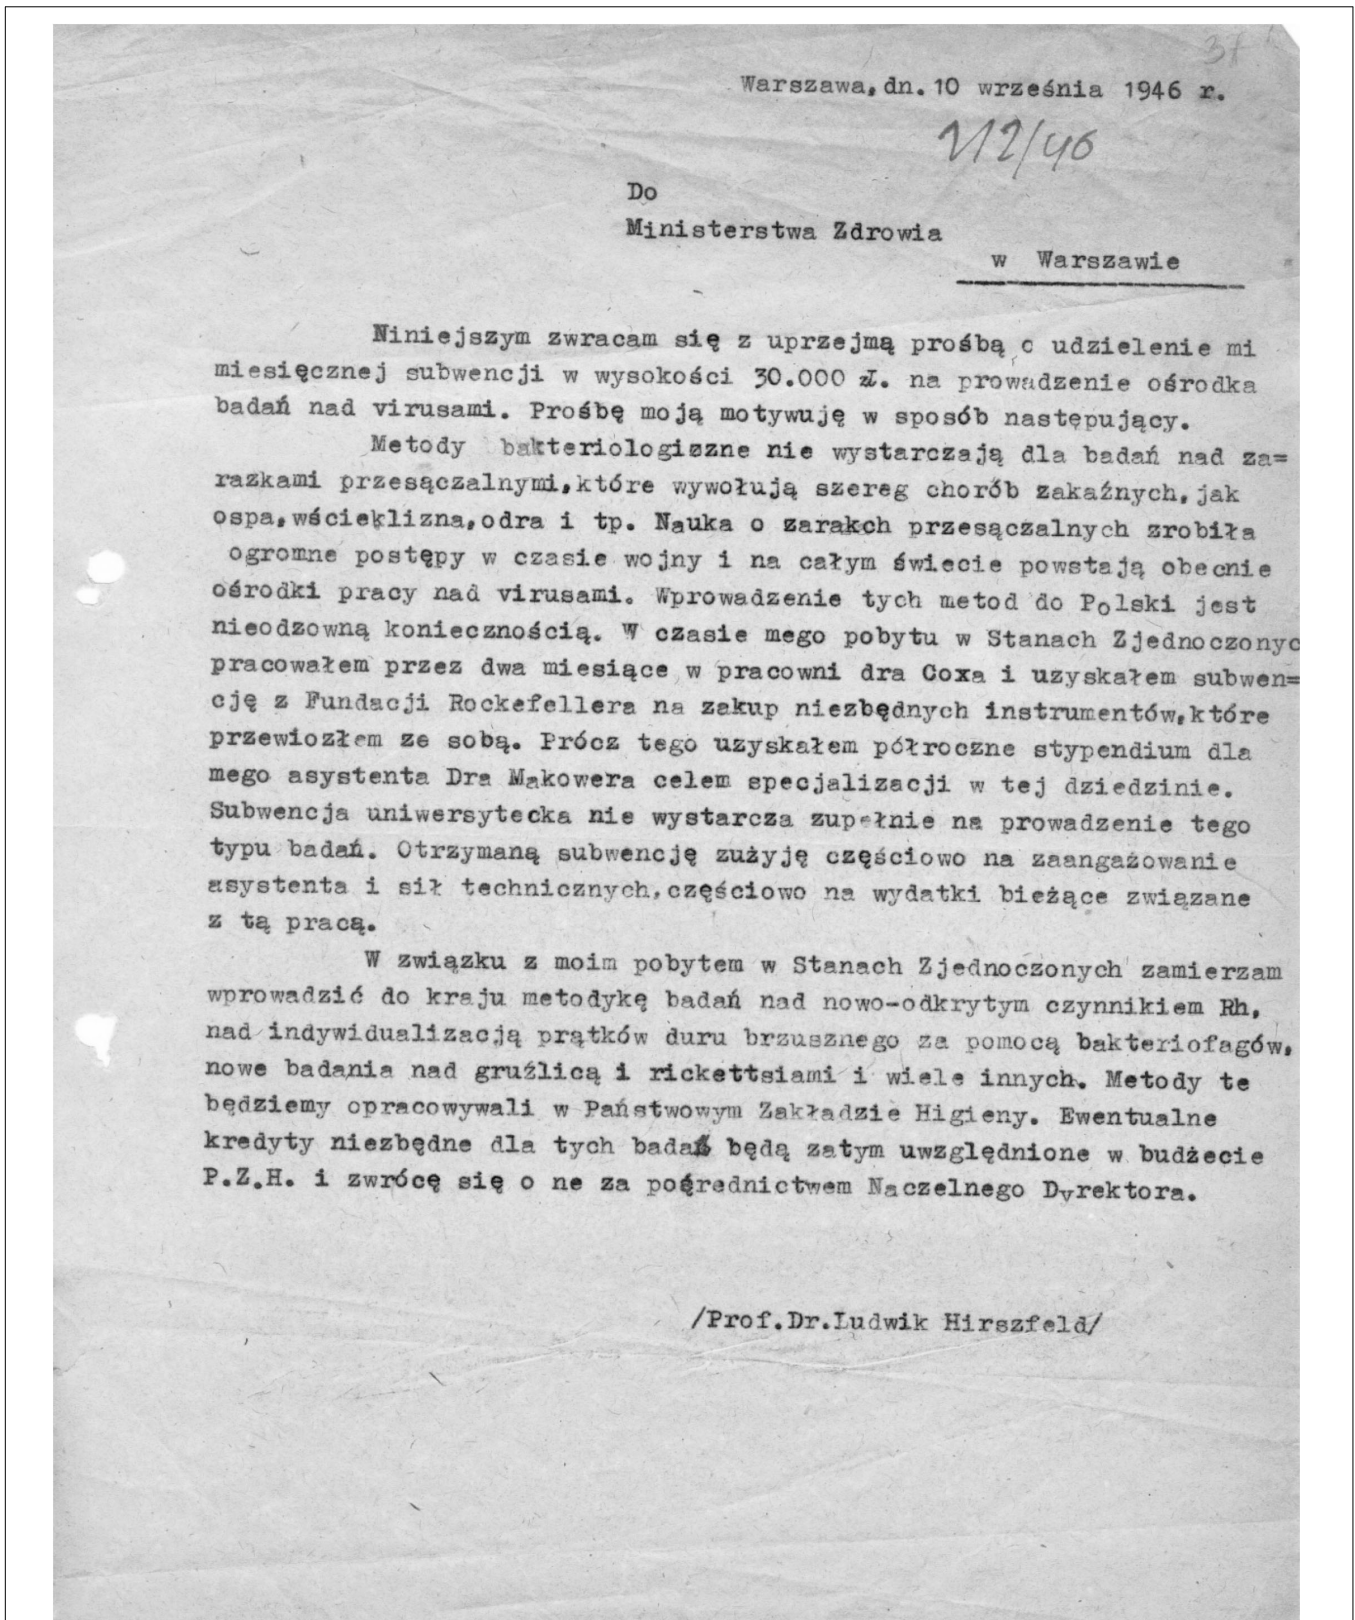 37
Warszawa,dn.10 września 1946 r.
212/46
Do
Ministerstwa Zdrowia
w Warszawie
Niniejszym zwracam się z uprzejmą prośbą o udzielenie mi
miesięcznej subwencji w wysokości 30.000 zł. na prowadzenie ośrodka
badań nad virusami. Prośbę moją motywuję w sposób następujący.
Metody bakteriologiczne nie wystarczają dla badań nad za=
razkami przesączalnymi,które wywołują szereg chorób zakaźnych,jak
ospa,wścieklizna,odra i tp. Nauka o zarakch przesączalnych zrobiła
ogromne postępy w czasie wojny i na całym świecie powstają obecnie
ośrodki pracy nad virusami. Wprowadzenie tych metod do Polski jest
nieodzowną koniecznością. W czasie mego pobytu w Stanach Zjednoczonyc
pracowałem przez dwa miesiące w pracowni dra Coxa i uzyskałem subwen=
cję z Fundacji Rockefellera na zakup niezbędnych instrumentów,które
przewiozłem ze sobą. Prócz tego uzyskałem półroczne stypendium dla
mego asystenta Dra Makowera celem specjalizacji w tej dziedzinie.
Subwencja uniwersytecka nie wystarcza zupełnie na prowadzenie tego
typu badań. Otrzymaną subwencję zużyję częściowo na zaangażowanie
asystenta i sił technicznych,częściowo na wydatki bieżące związane
z tą pracą.
W związku z moim pobytem w Stanach Zjednoczonych zamierzam
wprowadzić do kraju metodykę badań nad nowo-odkrytym czynnikiem Rh,
nad indywidualizacją prątków duru brzusznego za pomocą bakteriofagów,
nowe badania nad gruźlicą i rickettsiami i wiele innych. Metody te
będziemy opracowywali w Państwowym Zakładzie Higieny. Ewentualne
kredyty niezbędne dla tych badań będą zatym uwzględnione w budżecie
P.Z.H. i zwrócę się o ne za pośrednictwem Naczelnego Dyrektora.
/Prof.Dr.Ludwik Hirszfeld/